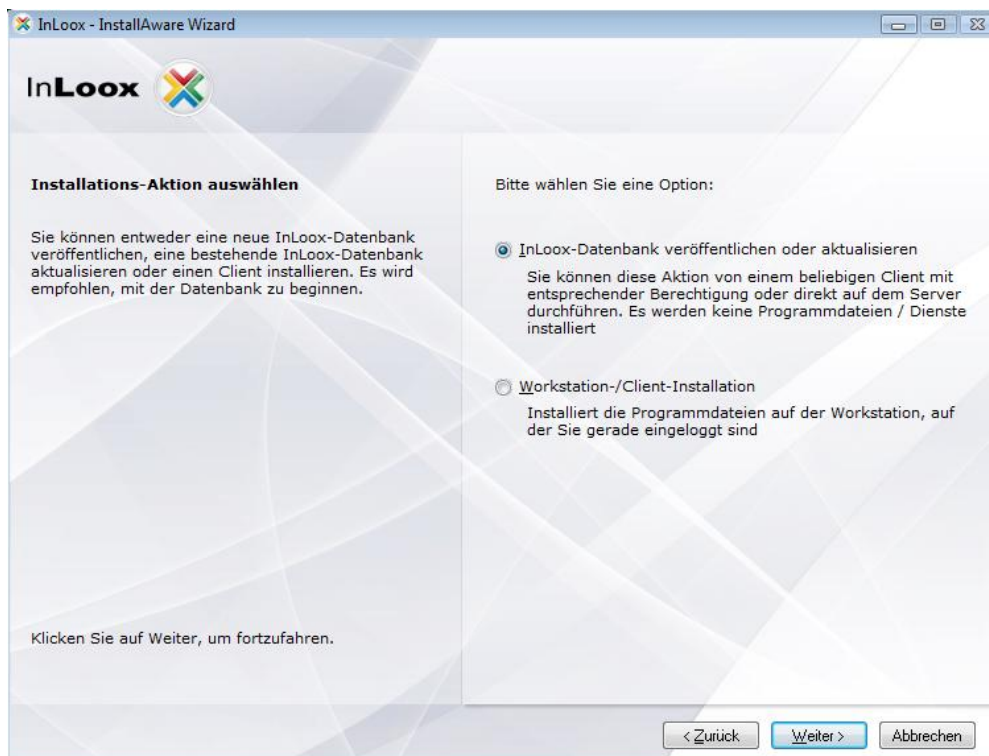 InLoox - InstallAware Wizard
InLoox
Installations-Aktion auswählen
Sie können entweder eine neue InLoox-Datenbank
veröffentlichen, eine bestehende InLoox-Datenbank
aktualisieren oder einen Client installieren. Es wird
empfohlen, mit der Datenbank zu beginnen.
Klicken Sie auf Weiter, um fortzufahren.
Bitte wählen Sie eine Option:
InLoox-Datenbank veröffentlichen oder aktualisieren
Sie können diese Aktion von einem beliebigen Client mit
entsprechender Berechtigung oder direkt auf dem Server
durchführen. Es werden keine Programmdateien / Dienste
installiert
Workstation-/Client-Installation
Installiert die Programmdateien auf der Workstation, auf
der Sie gerade eingeloggt sind
< Zurück
Weiter >
Abbrechen